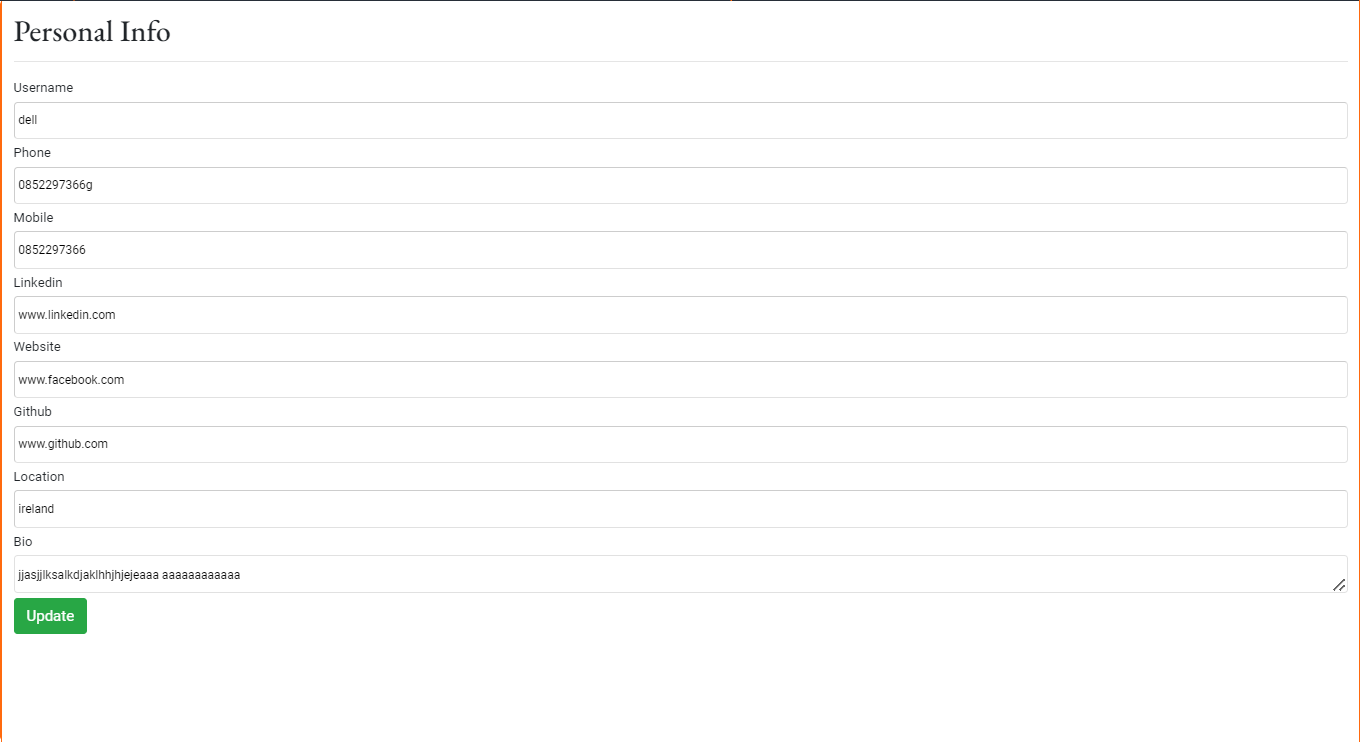 Personal Info
Username
dell
Phone
0852297366g
Mobile
0852297366
Linkedin
www.linkedin.com
Website
www.facebook.com
Github
www.github.com
Location
ireland
Bio
jjasjjlksalkdjaklhhjhjejeaaa aaaaaaaaaaaa
Update